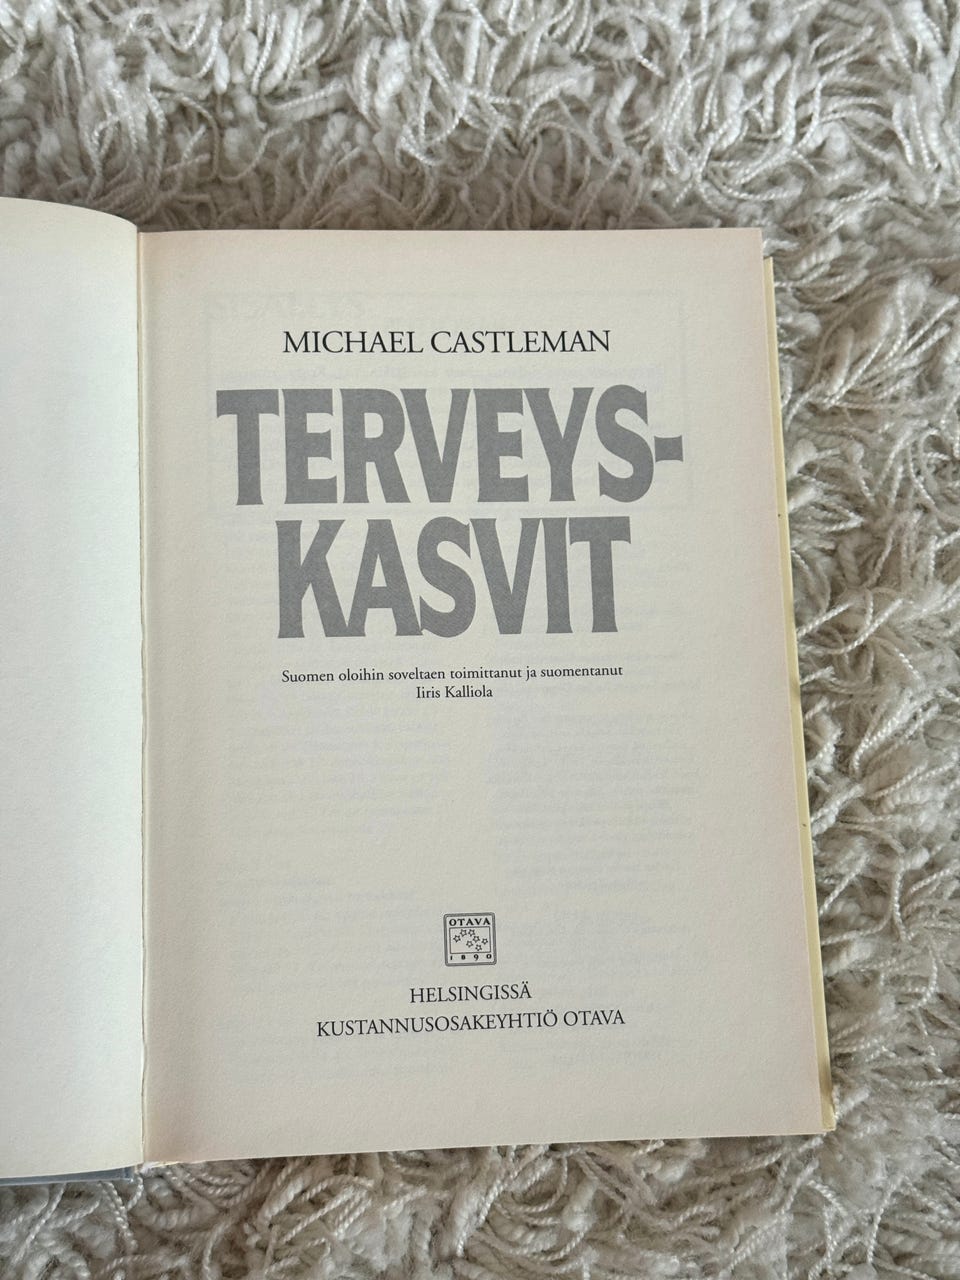 MICHAEL CASTLEMAN
TERVEYS-
KASVIT
Suomen oloihin soveltaen toimittanut ja suomentanut
Iiris Kalliola
OTAVA
1890
HELSINGISSÄ
KUSTANNUSOSAKEYHTIÖ OTAVA